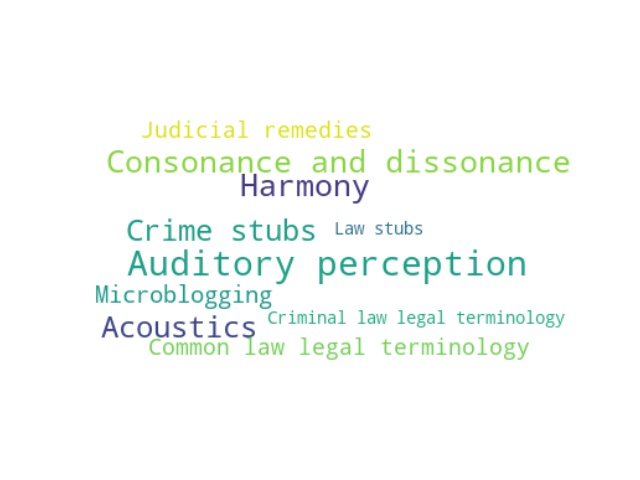 Judicial remedies
Consonance and dissonance
Harmony
Crime stubs
Law stubs
Auditory perception
Microblogging
Criminal law legal terminology
Acoustics
Common law legal terminology